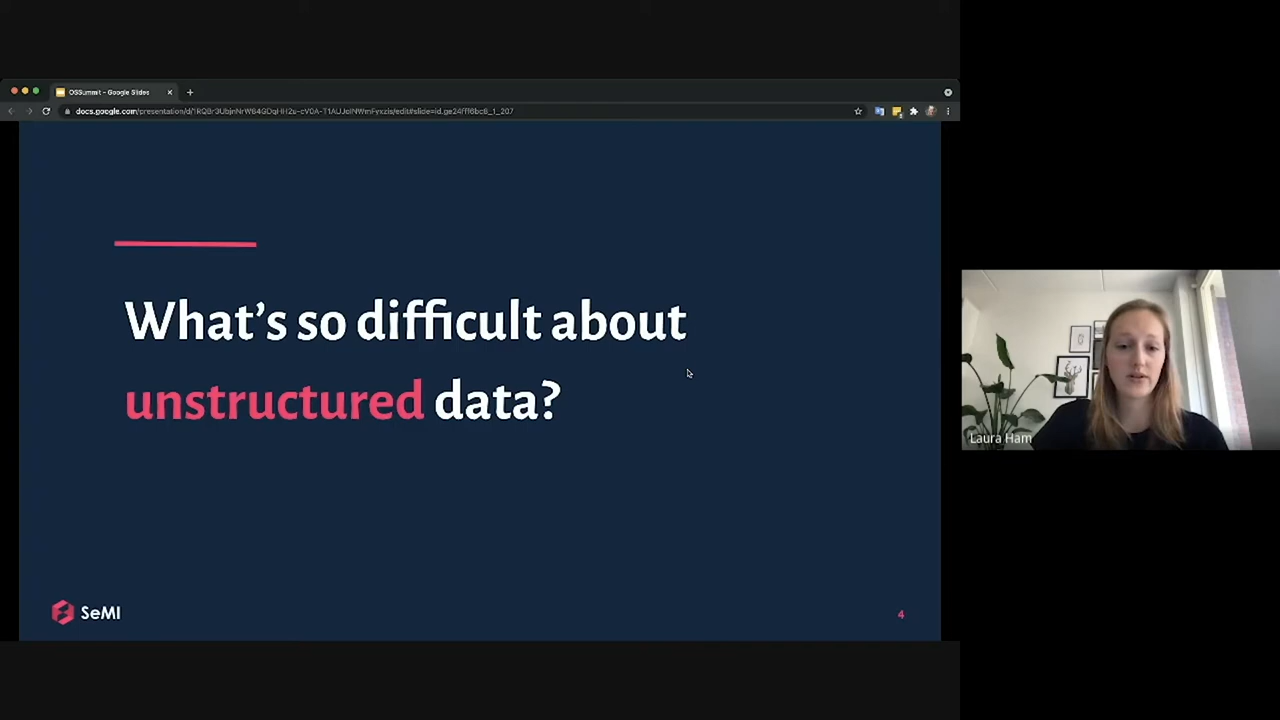 OSSummit - Google Slides
What's so difficult about
unstructured data?
SeMI
4
Laura Ham